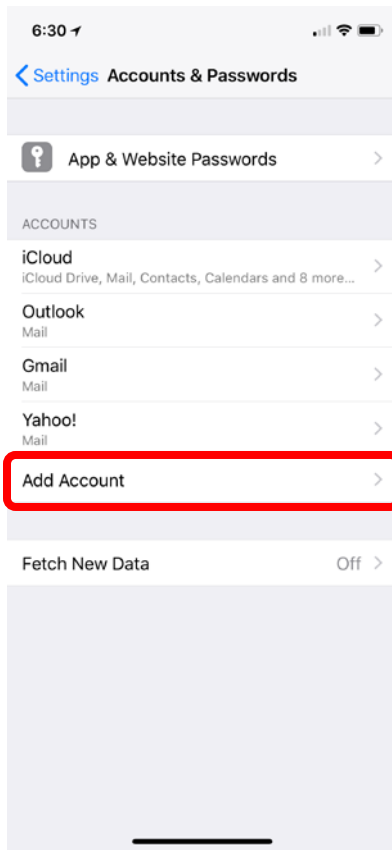 6:30
Settings Accounts & Passwords
App & Website Passwords
ACCOUNTS
iCloud
iCloud Drive, Mail, Contacts, Calendars and 8 more...
Outlook
Mail
Gmail
Mail
Yahoo!
Mail
Add Account
Fetch New Data Off